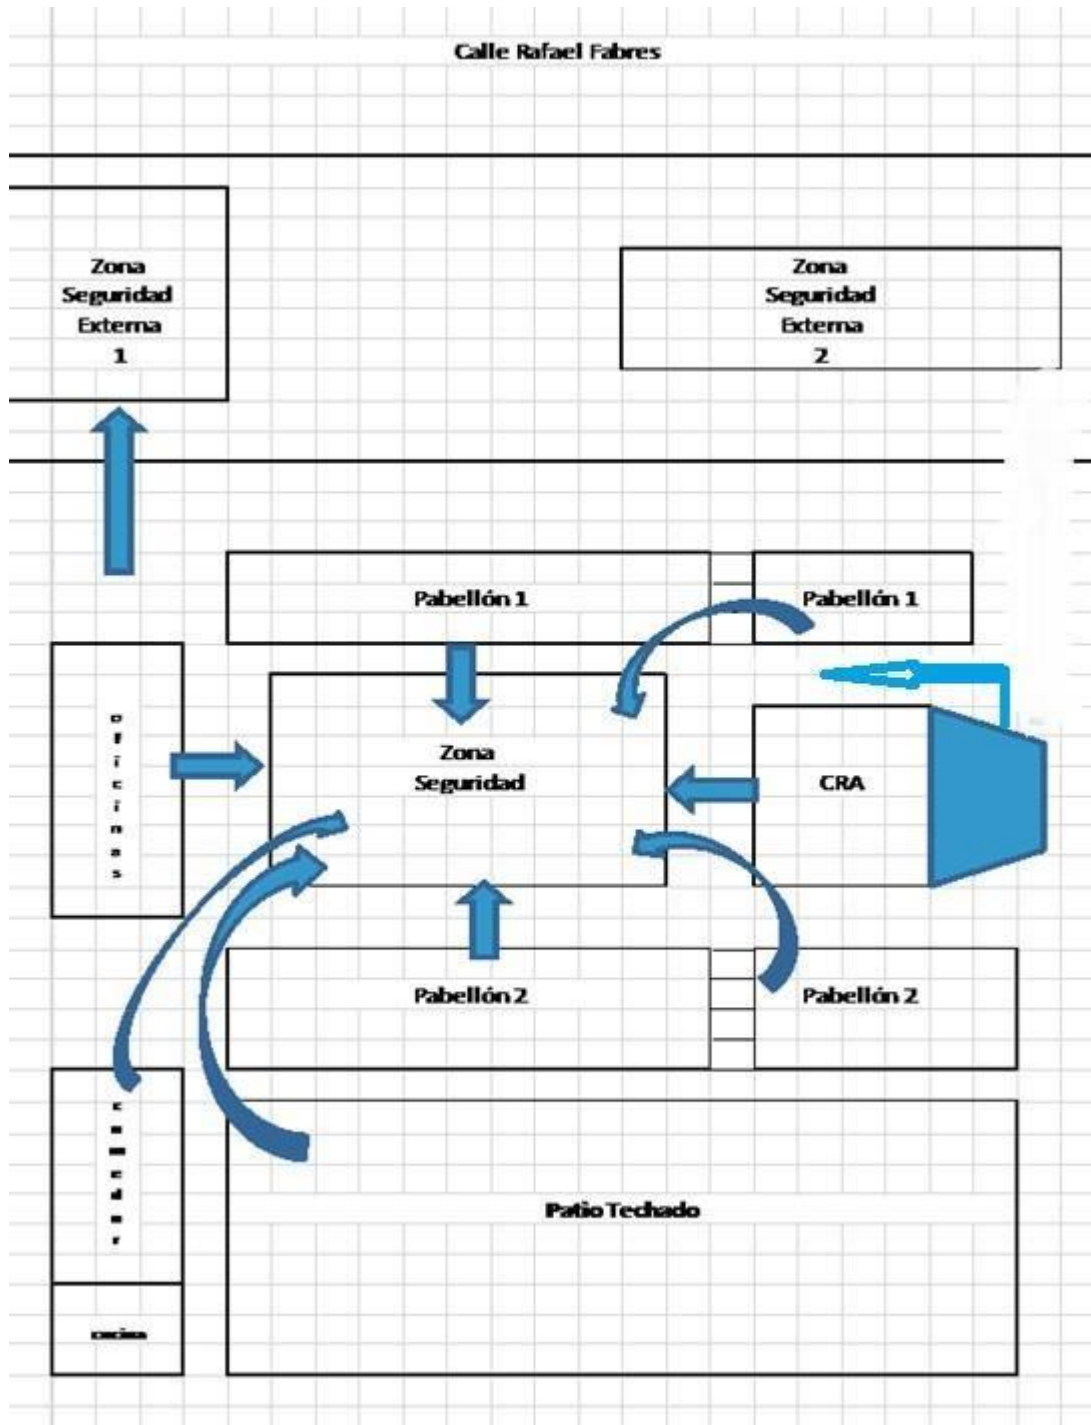 Calle Rafael Fabres
Zona
Seguridad
Externa
1
Zona
Seguridad
Externa
2
Pabellón 1
Pabellón 1
o
f
i
c
i
n
a
s
Zona
Seguridad
CRA
Pabellón 2
Pabellón 2
c
o
m
e
d
o
r
Patio Techado
cocina